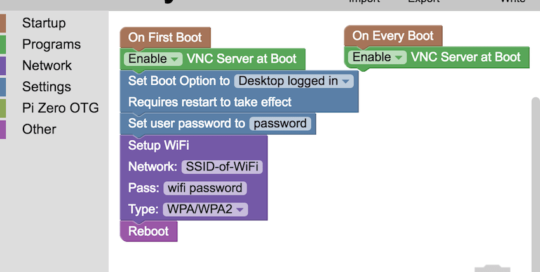 Import Export Write
Startup
Programs
Network
Settings
Pi Zero OTG
Other
On First Boot
Enable VNC Server at Boot
Set Boot Option to Desktop logged in
Requires restart to take effect
Set user password to password
Setup WiFi
Network: SSID-of-WiFi
Pass: wifi password
Type: WPA/WPA2
Reboot
On Every Boot
Enable VNC Server at Boot